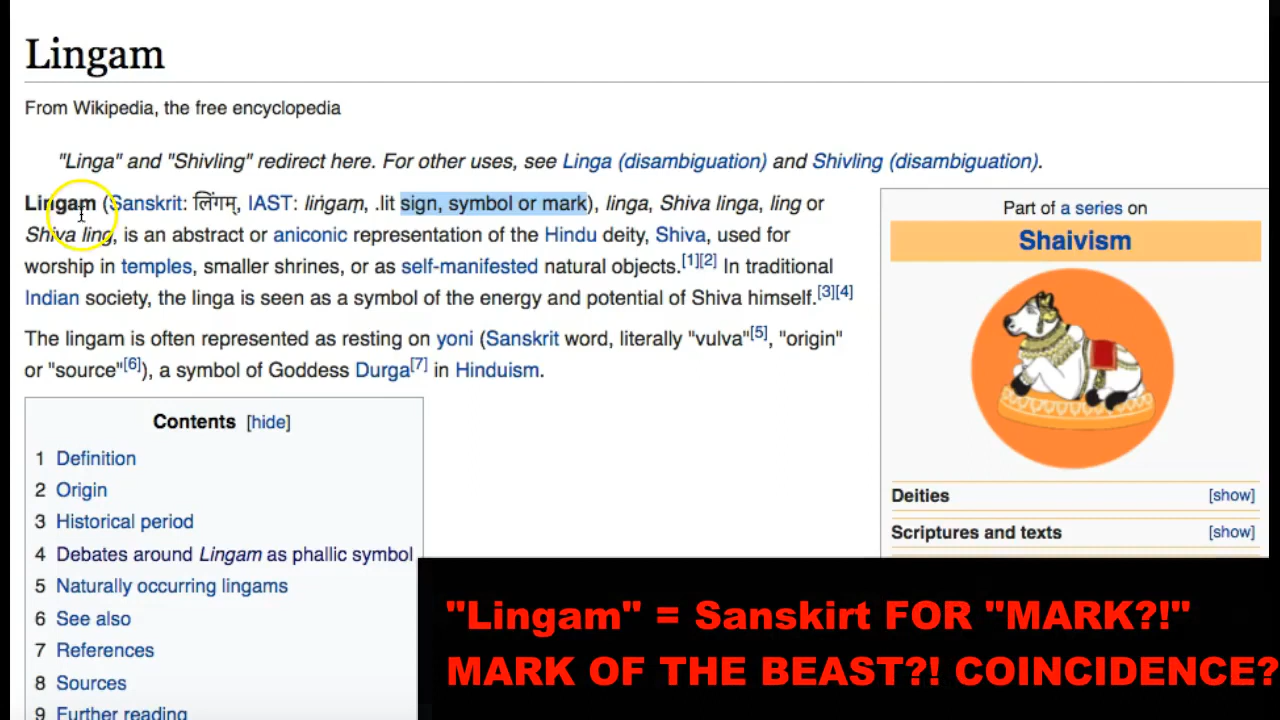 Lingam
From Wikipedia, the free encyclopedia
"Linga" and "Shivling" redirect here. For other uses, see Linga (disambiguation) and Shivling (disambiguation).
Lingam (Sanskrit: लिंगम्, IAST: liṅgaṃ, .lit sign, symbol or mark), linga, Shiva linga, ling or
Shiva ling, is an abstract or aniconic representation of the Hindu deity, Shiva, used for
worship in temples, smaller shrines, or as self-manifested natural objects.[1][2] In traditional
Indian society, the linga is seen as a symbol of the energy and potential of Shiva himself.[3][4]
The lingam is often represented as resting on yoni (Sanskrit word, literally "vulva"[5], "origin"
or "source"[6]), a symbol of Goddess Durga[7] in Hinduism.
Contents [hide]
1 Definition
2 Origin
3 Historical period
4 Debates around Lingam as phallic symbol
5 Naturally occurring lingams
6 See also
7 References
8 Sources
9 Further reading
Part of a series on
Shaivism
Deities [show]
Scriptures and texts [show]
"Lingam" = Sanskirt FOR "MARK?!"
MARK OF THE BEAST?! COINCIDENCE?